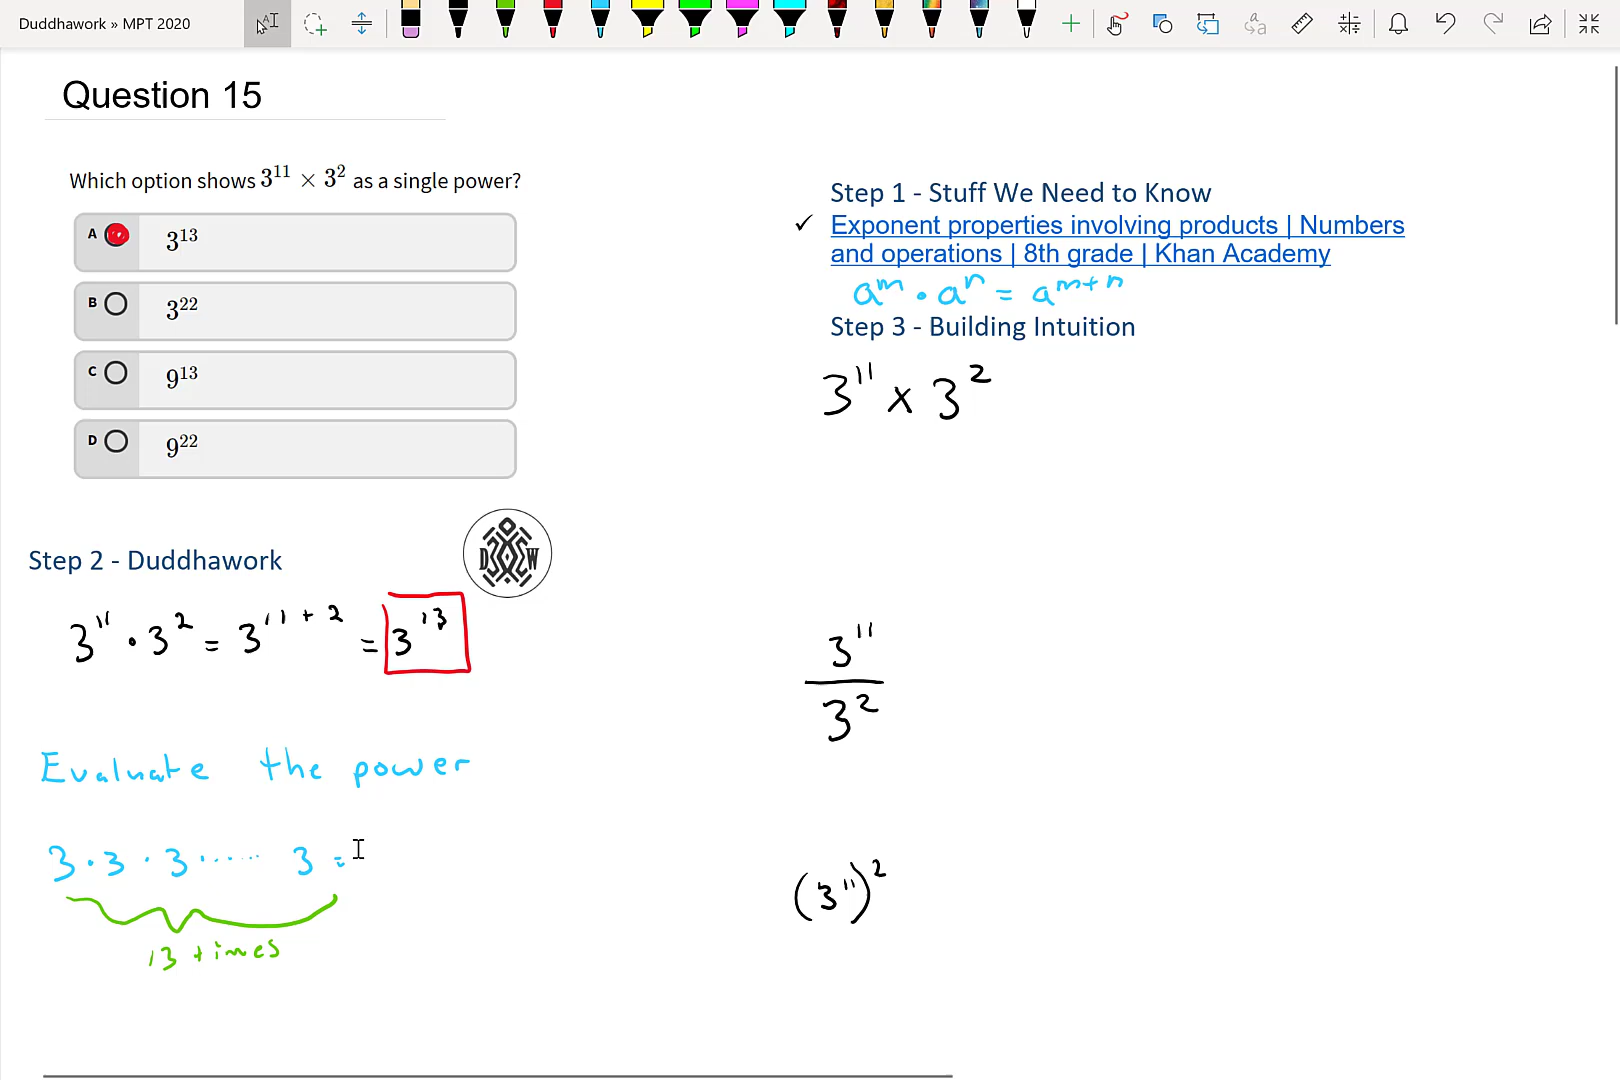 Duddhawork » MPT 2020
Question 15
Which option shows 3¹¹ × 3² as a single power?
A 3¹³
B 3²²
C 9¹³
D 9²²
Step 2 - Duddhawork
D W
3¹¹ · 3² = 3¹¹⁺² = 3¹³
Evaluate the power
3 · 3 · 3 · ..... 3 =
13 times
Step 1 - Stuff We Need to Know
✓ Exponent properties involving products | Numbers
and operations | 8th grade | Khan Academy
aᵐ · aⁿ = aᵐ⁺ⁿ
Step 3 - Building Intuition
3¹¹ x 3²
3¹¹
3²
(3¹¹)²